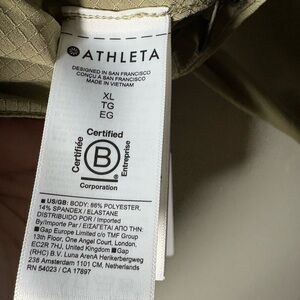 ATHLETA
DESIGNED IN SAN FRANCISCO
CONÇU À SAN FRANCISCO
MADE IN VIETNAM
XL
TG
EG
Certified
Certifiée
B
Entreprise
Corporation
■ US/GB: BODY: 86% POLYESTER,
14% SPANDEX / ELASTANE
DISTRIBUIDO POR / Imported
By/Importe Par / ΕΙΣΑΓΕΤΑΙ ΑΠΟ ΤΗΝ:
■ Gap Europe Limited c/o TMF Group
13th Floor, One Angel Court, London,
EC2R 7HJ, United Kingdom ■ Gap
(RHC) B.V. Luna ArenA Herikerbergweg
238 Amsterdam 1101 CM, Netherlands
RN 54023 / CA 17897